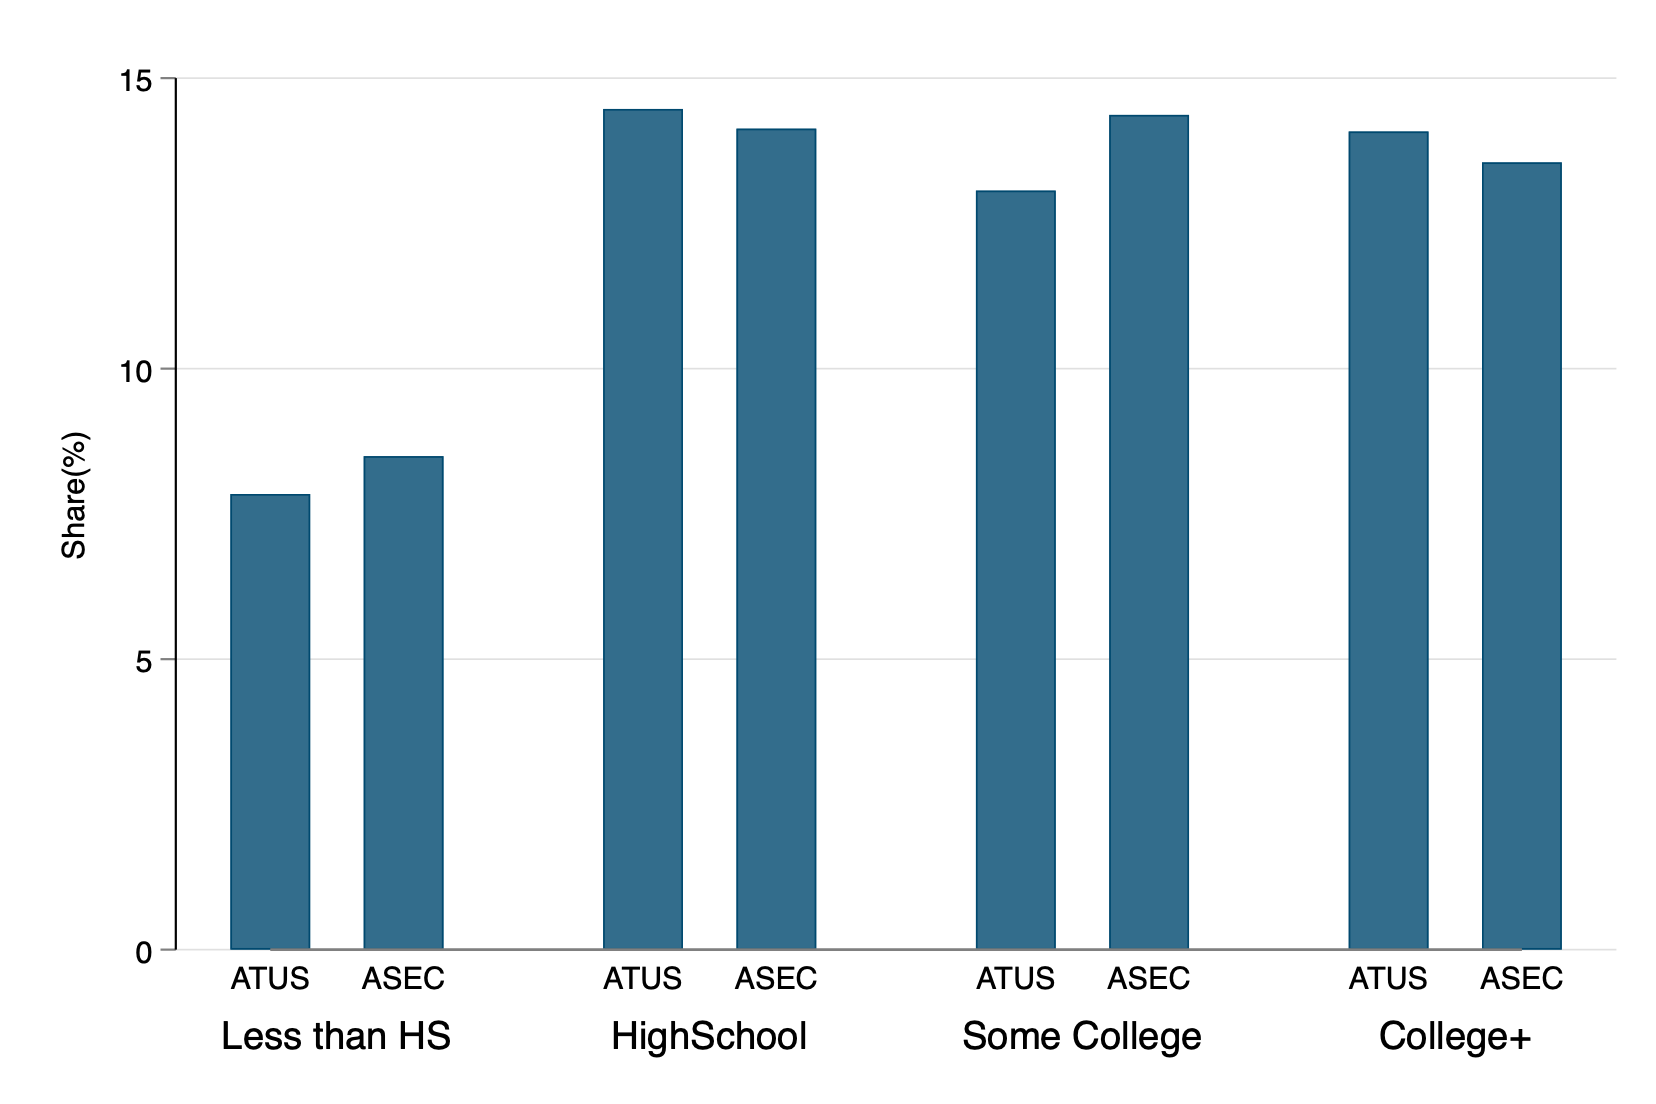 15
10
5
0
Share(%)
ATUS ASEC ATUS ASEC ATUS ASEC ATUS ASEC
Less than HS HighSchool Some College College+